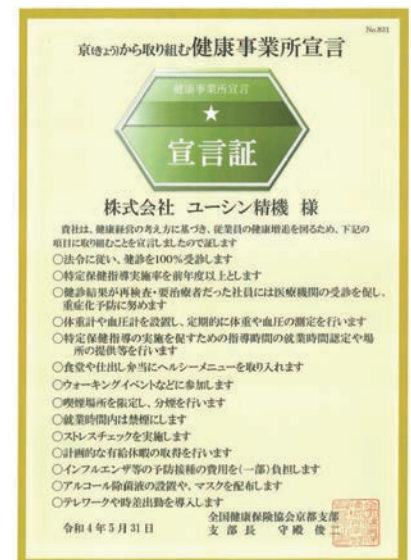 No.831
京(きょう)から取り組む健康事業所宣言
健康事業所宣言
宣言証
株式会社 ユーシン精機 様
貴社は、健康経営の考え方に基づき、従業員の健康増進を図るため、下記の
項目に取り組むことを宣言しましたので証します
○法令に従い、健診を100%受診します
○特定保健指導実施率を前年度以上とします
○健診結果が再検査・要治療者だった社員には医療機関の受診を促し、
重症化予防に努めます
○体重計や血圧計を設置し、定期的に体重や血圧の測定を行います
○特定保健指導の実施を促すための指導時間の就業時間認定や場
所の提供等を行います
○食堂や仕出し弁当にヘルシーメニューを取り入れます
○ウォーキングイベントなどに参加します
○喫煙場所を限定し、分煙を行います
○就業時間内は禁煙にします
○ストレスチェックを実施します
○計画的な有給休暇の取得を行います
○インフルエンザ等の予防接種の費用を(一部)負担します
○アルコール除菌液の設置や、マスクを配布します
○テレワークや時差出勤を導入します
令和4年5月31日
全国健康保険協会京都支部
支部長 守殿 俊二